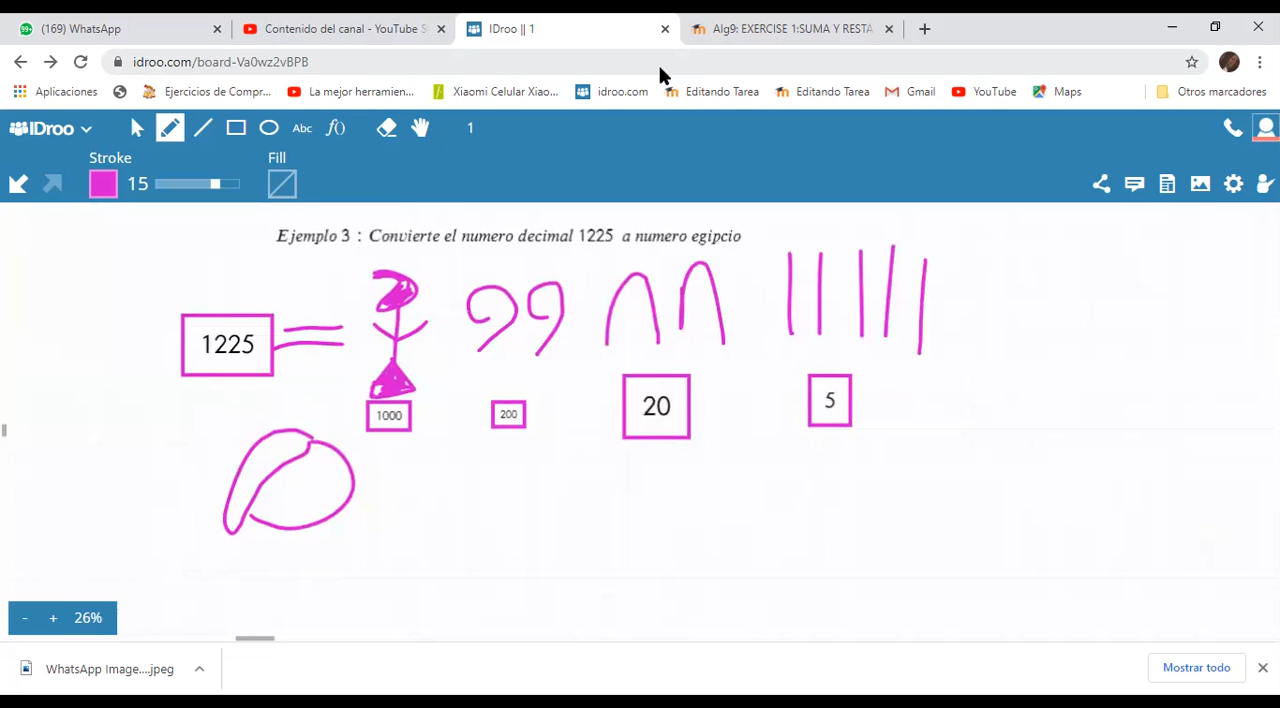 (169) WhatsApp
Contenido del canal - YouTube S
IDroo || 1
Alg9: EXERCISE 1:SUMA Y RESTA
idroo.com/board-Va0wz2vBPB
Aplicaciones
Ejercicios de Compr...
La mejor herramien...
Xiaomi Celular Xiao...
idroo.com
Editando Tarea
Editando Tarea
Gmail
YouTube
Maps
Otros marcadores
IDroo
Abc
f()
1
Stroke
Fill
15
Ejemplo 3 : Convierte el numero decimal 1225 a numero egipcio
1225
1000
200
20
5
- + 26%
WhatsApp Image....jpeg
Mostrar todo